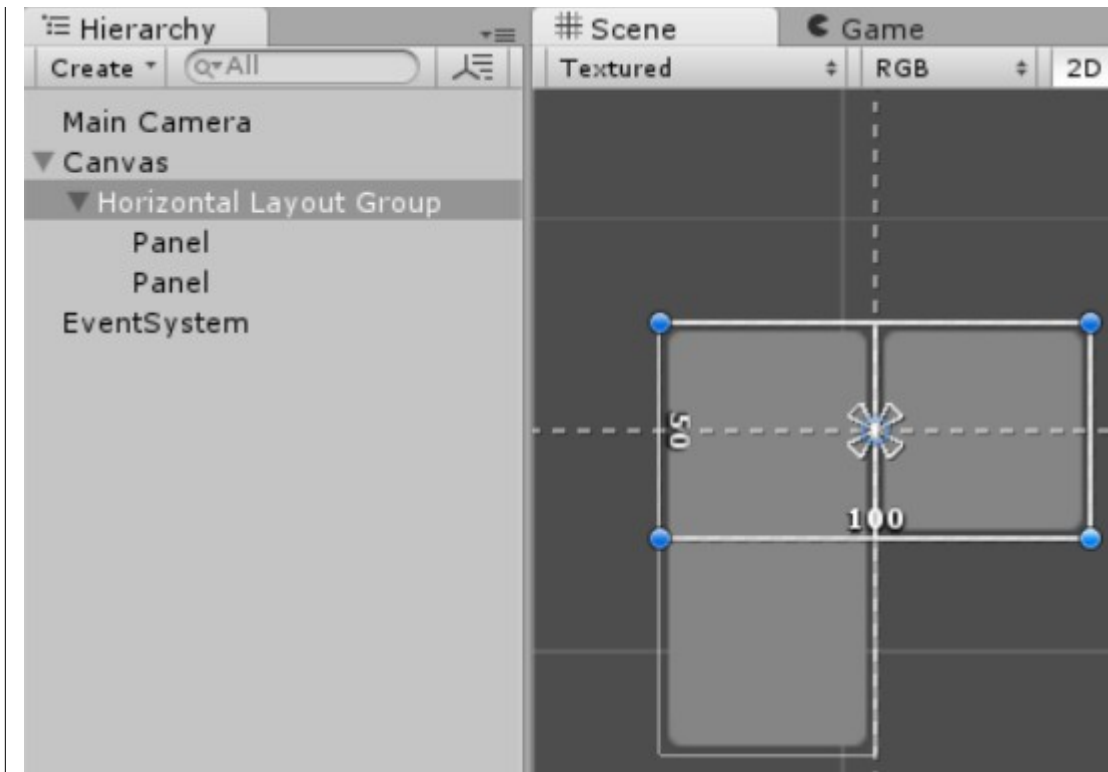 Hierarchy
Create All
Main Camera
Canvas
Horizontal Layout Group
Panel
Panel
EventSystem
Scene Game
Textured RGB 2D
50
100